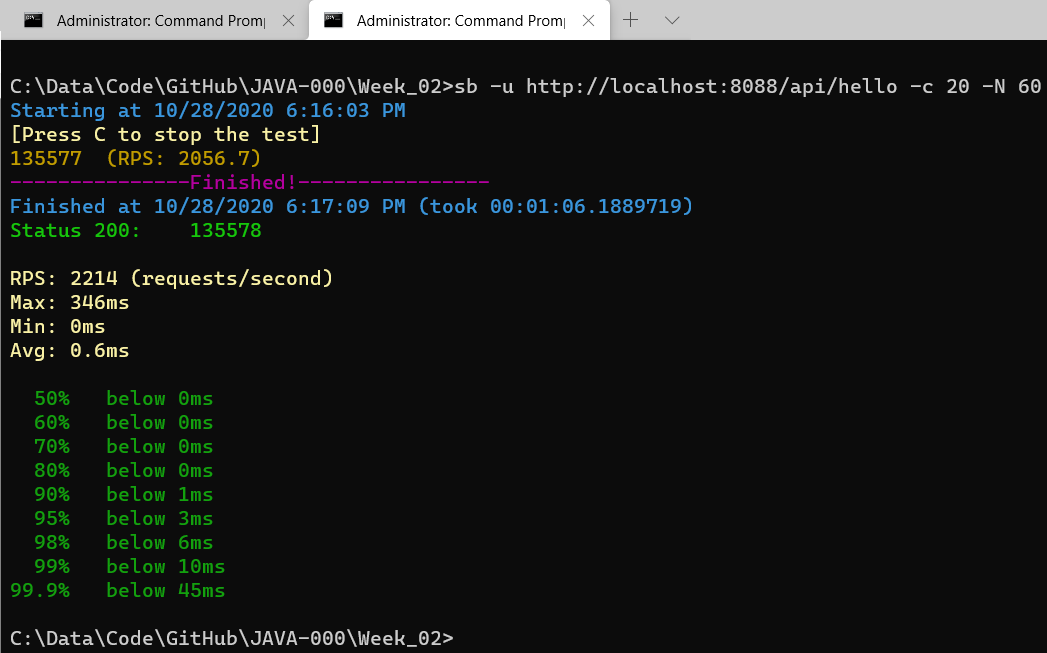 Administrator: Command Prom
Administrator: Command Prom
C:\Data\Code\GitHub\JAVA-000\Week_02>sb -u http://localhost:8088/api/hello -c 20 -N 60
Starting at 10/28/2020 6:16:03 PM
[Press C to stop the test]
135577  (RPS: 2056.7)
---------------Finished!----------------
Finished at 10/28/2020 6:17:09 PM (took 00:01:06.1889719)
Status 200:    135578
RPS: 2214 (requests/second)
Max: 346ms
Min: 0ms
Avg: 0.6ms
50%   below 0ms
60%   below 0ms
70%   below 0ms
80%   below 0ms
90%   below 1ms
95%   below 3ms
98%   below 6ms
99%   below 10ms
99.9%   below 45ms
C:\Data\Code\GitHub\JAVA-000\Week_02>